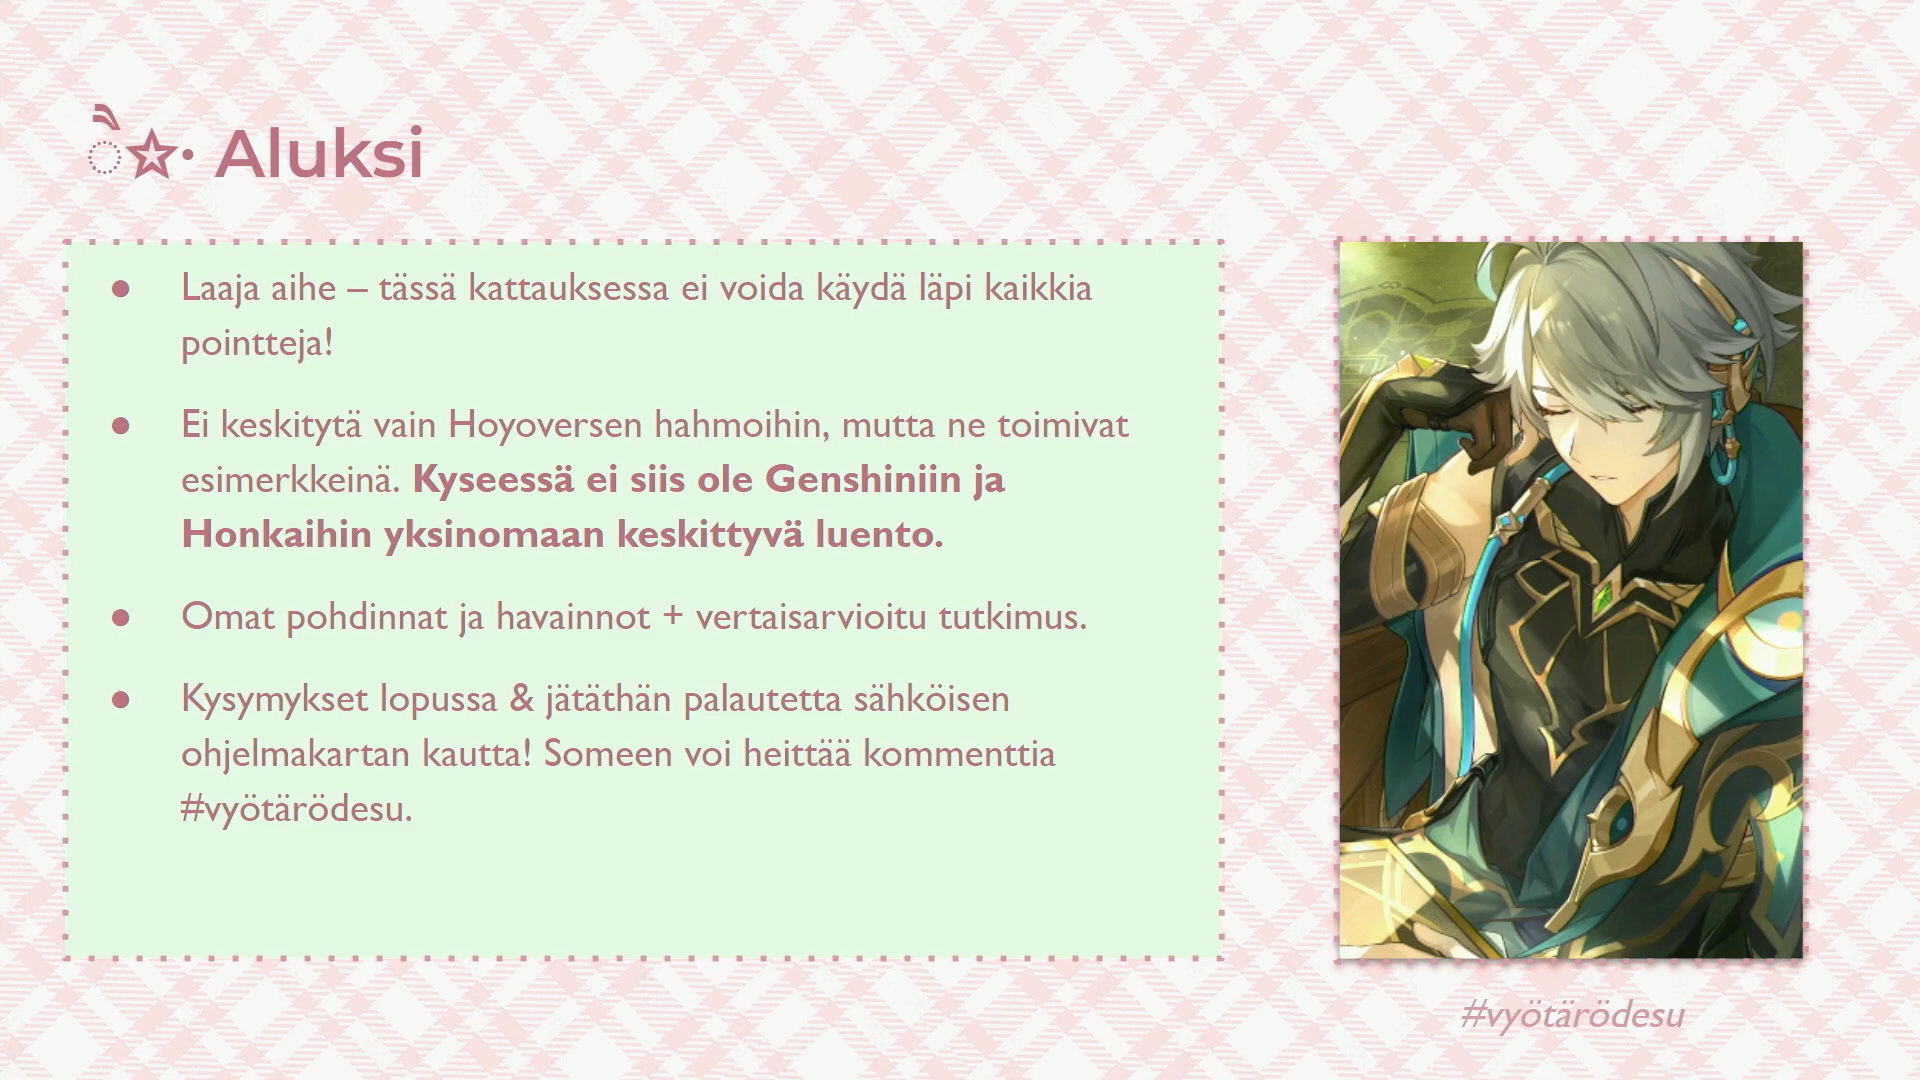 ☆• Aluksi
● Laaja aihe – tässä kattauksessa ei voida käydä läpi kaikkia
pointteja!
● Ei keskitytä vain Hoyoversen hahmoihin, mutta ne toimivat
esimerkkeinä. Kyseessä ei siis ole Genshiniin ja
Honkaihin yksinomaan keskittyvä luento.
● Omat pohdinnat ja havainnot + vertaisarvioitu tutkimus.
● Kysymykset lopussa & jätäthän palautetta sähköisen
ohjelmakartan kautta! Someen voi heittää kommenttia
#vyötärödesu.
#vyötärödesu